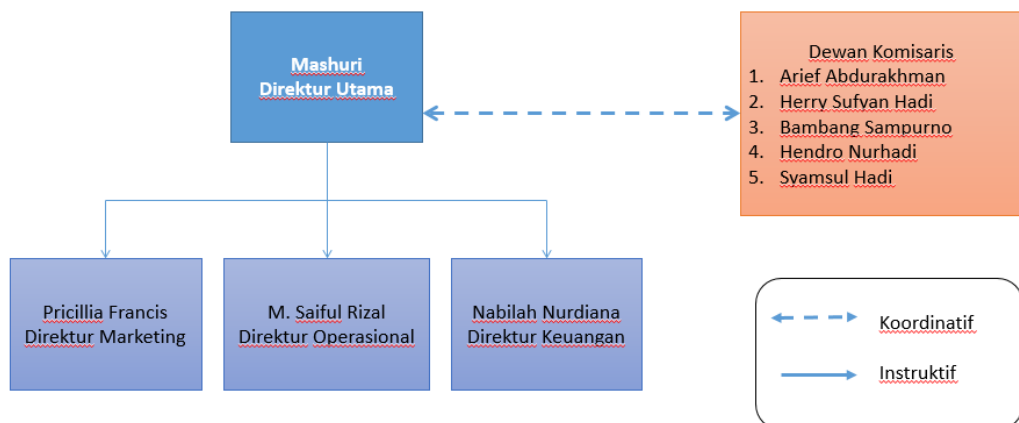 Mashuri
Direktur Utama
Dewan Komisaris
1. Arief Abdurakhman
2. Herry Sufyan Hadi
3. Bambang Sampurno
4. Hendro Nurhadi
5. Syamsul Hadi
Pricillia Francis
Direktur Marketing
M. Saiful Rizal
Direktur Operasional
Nabilah Nurdiana
Direktur Keuangan
Koordinatif
Instruktif